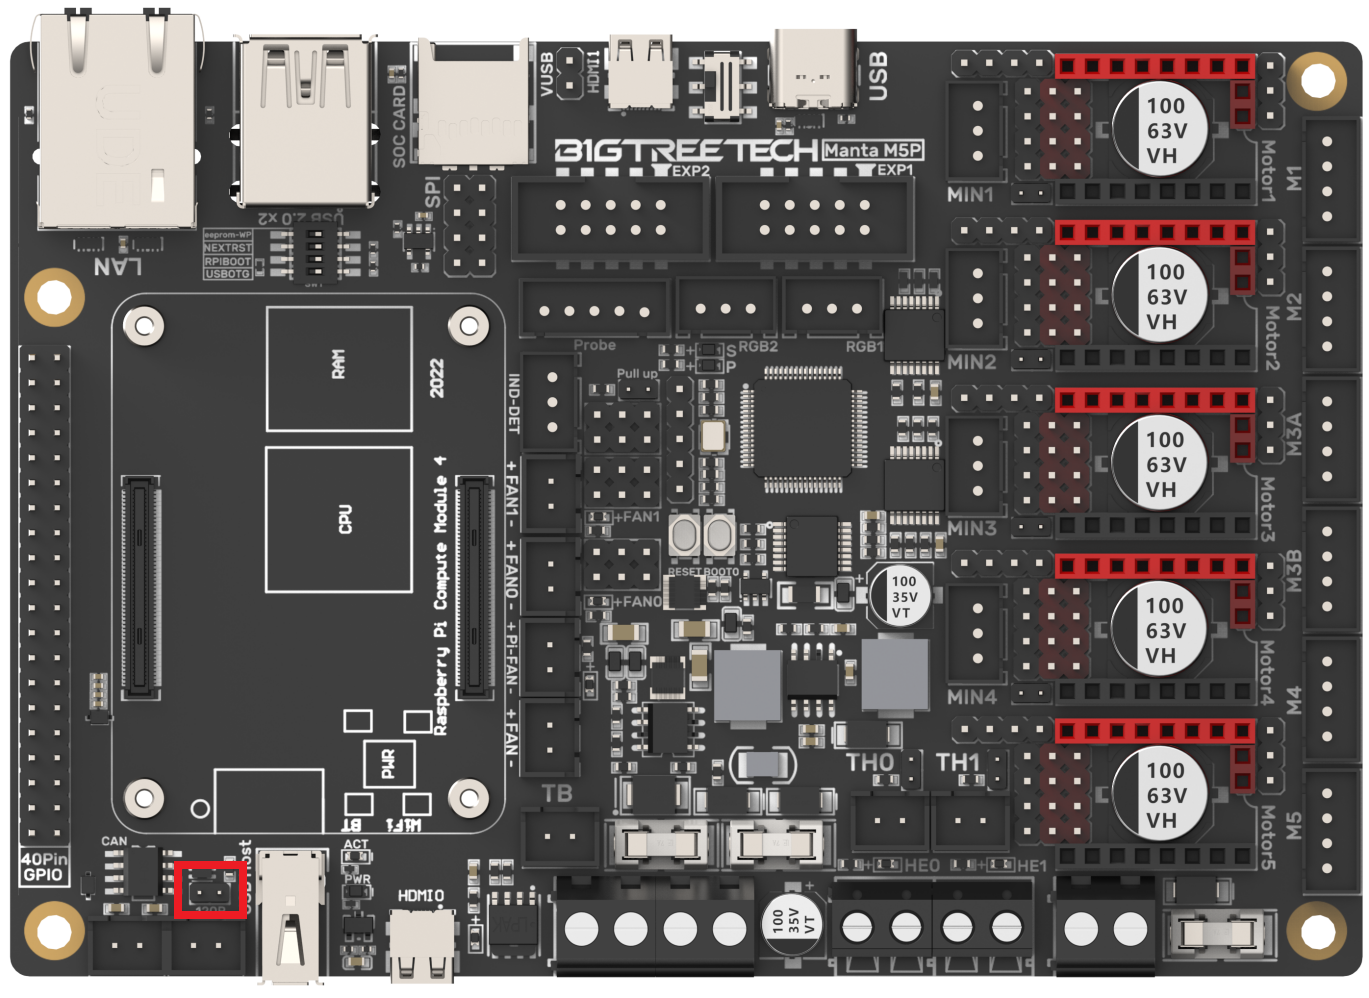 VUSB
HDMI1
USB
SOC CARD
BIGTREETECH
Manta M5P
EXP2
EXP1
SPI
USB 2.0 x2
LAN
eeprom-WP
NEXTRST
RPIBOOT
USBOTG
SW1
Probe
RGB2
RGB1
S
P
Pull up
IND-DET
RAM
2022
CPU
Raspberry Pi Compute Module 4
PWR
BT
WiFi
+ FAN1 -
+ FAN0 -
+ Pi-FAN -
+ FAN -
+FAN1
+FAN0
RESET
BOOT0
TB
TH0
TH1
+HE0
+HE1
100
35V
VT
100
35V
VT
MIN1
MIN2
MIN3
MIN4
100
63V
VH
100
63V
VH
100
63V
VH
100
63V
VH
100
63V
VH
Motor1
Motor2
Motor3
Motor4
Motor5
M1
M2
M3A
M3B
M4
M5
40Pin
GPIO
CAN
120R
ACT
PWR
HDMI0